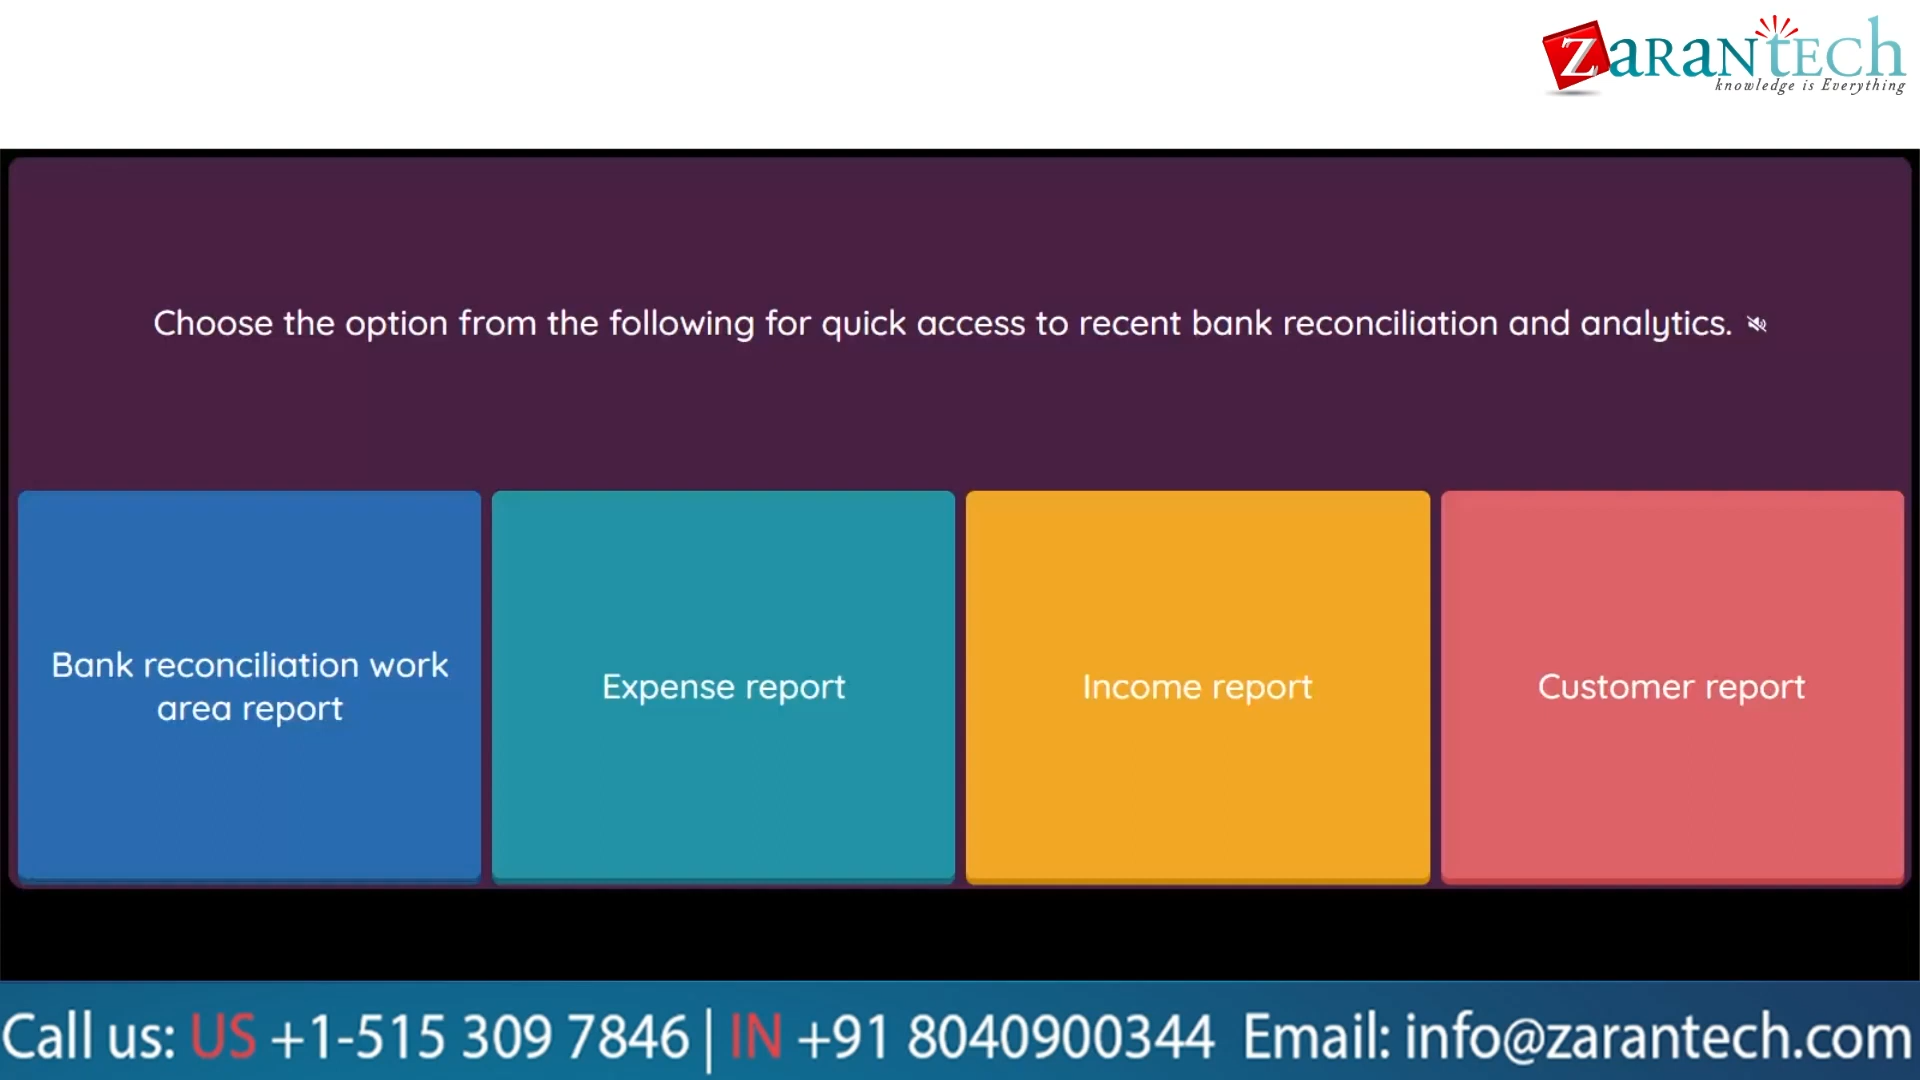 ZaranTech
knowledge is Everything
Choose the option from the following for quick access to recent bank reconciliation and analytics.
Bank reconciliation work
area report
Expense report
Income report
Customer report
Call us: US +1-515 309 7846 | IN +91 8040900344 Email: info@zarantech.com